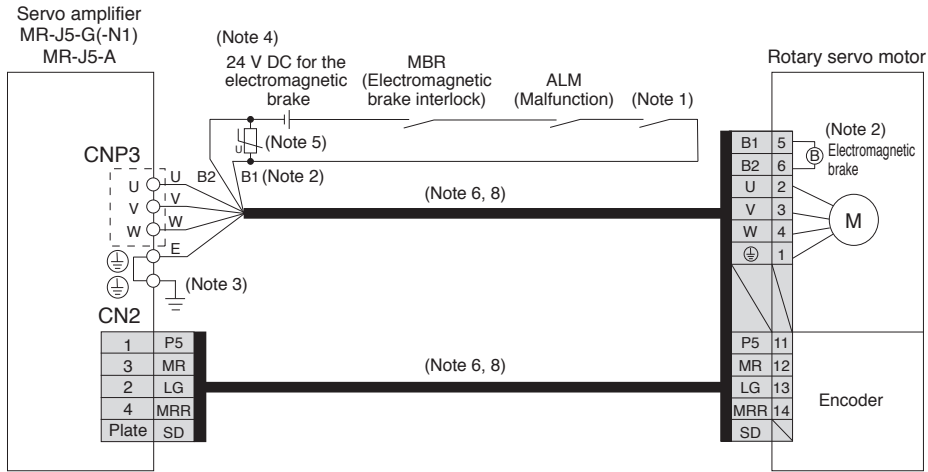 Servo amplifier
MR-J5-G(-N1)
MR-J5-A
(Note 4)
24 V DC for the
electromagnetic
brake
MBR
(Electromagnetic
brake interlock)
ALM
(Malfunction)
(Note 1)
Rotary servo motor
U
(Note 5)
CNP3
B2
B1 (Note 2)
U
U
V
V
W
W
E
(Note 3)
(Note 6, 8)
B1 5
B2 6
U 2
V 3
W 4
1
(Note 2)
B
Electromagnetic
brake
M
CN2
1 P5
3 MR
2 LG
4 MRR
Plate SD
(Note 6, 8)
P5 11
MR 12
LG 13
MRR 14
SD
Encoder